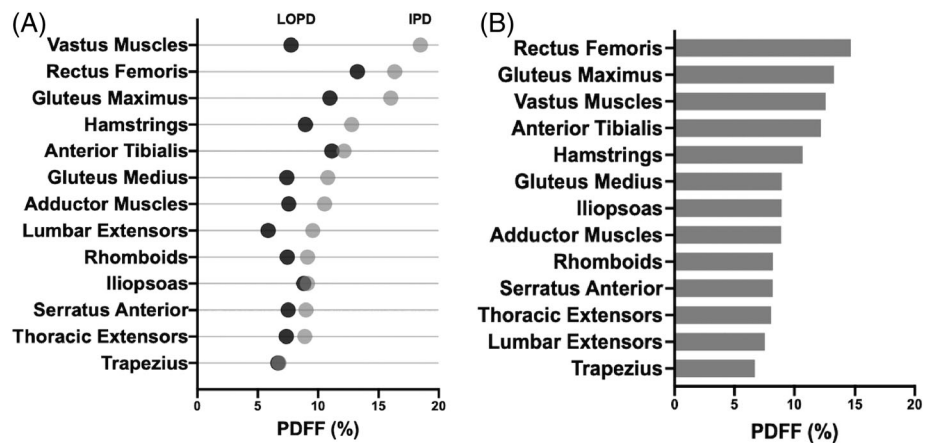 (A)
LOPD IPD
Vastus Muscles
Rectus Femoris
Gluteus Maximus
Hamstrings
Anterior Tibialis
Gluteus Medius
Adductor Muscles
Lumbar Extensors
Rhomboids
Iliopsoas
Serratus Anterior
Thoracic Extensors
Trapezius
0 5 10 15 20
PDFF (%)
(B)
Rectus Femoris
Gluteus Maximus
Vastus Muscles
Anterior Tibialis
Hamstrings
Gluteus Medius
Iliopsoas
Adductor Muscles
Rhomboids
Serratus Anterior
Thoracic Extensors
Lumbar Extensors
Trapezius
0 5 10 15 20
PDFF (%)